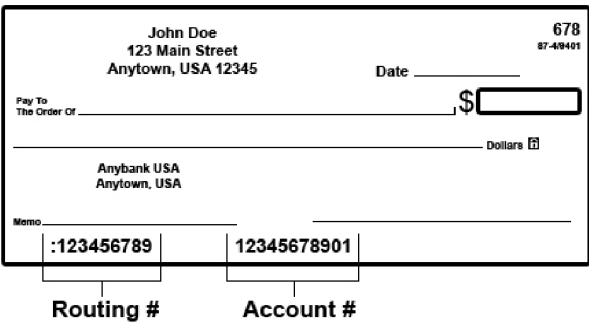 John Doe
678
123 Main Street
87-4/9401
Anytown, USA 12345
Date
Pay To
The Order Of
$
Dollars
Anybank USA
Anytown, USA
Memo
:123456789
12345678901
Routing #
Account #